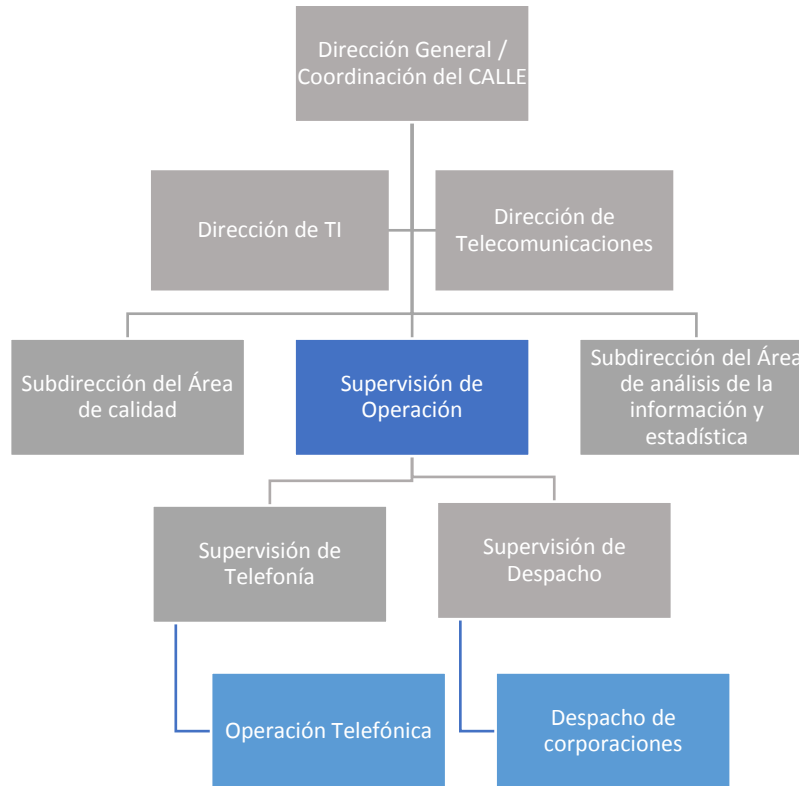 Dirección General /
Coordinación del CALLE
Dirección de TI
Dirección de
Telecomunicaciones
Subdirección del Área
de calidad
Supervisión de
Operación
Subdirección del Área
de análisis de la
información y
estadística
Supervisión de
Telefonía
Supervisión de
Despacho
Operación Telefónica
Despacho de
corporaciones